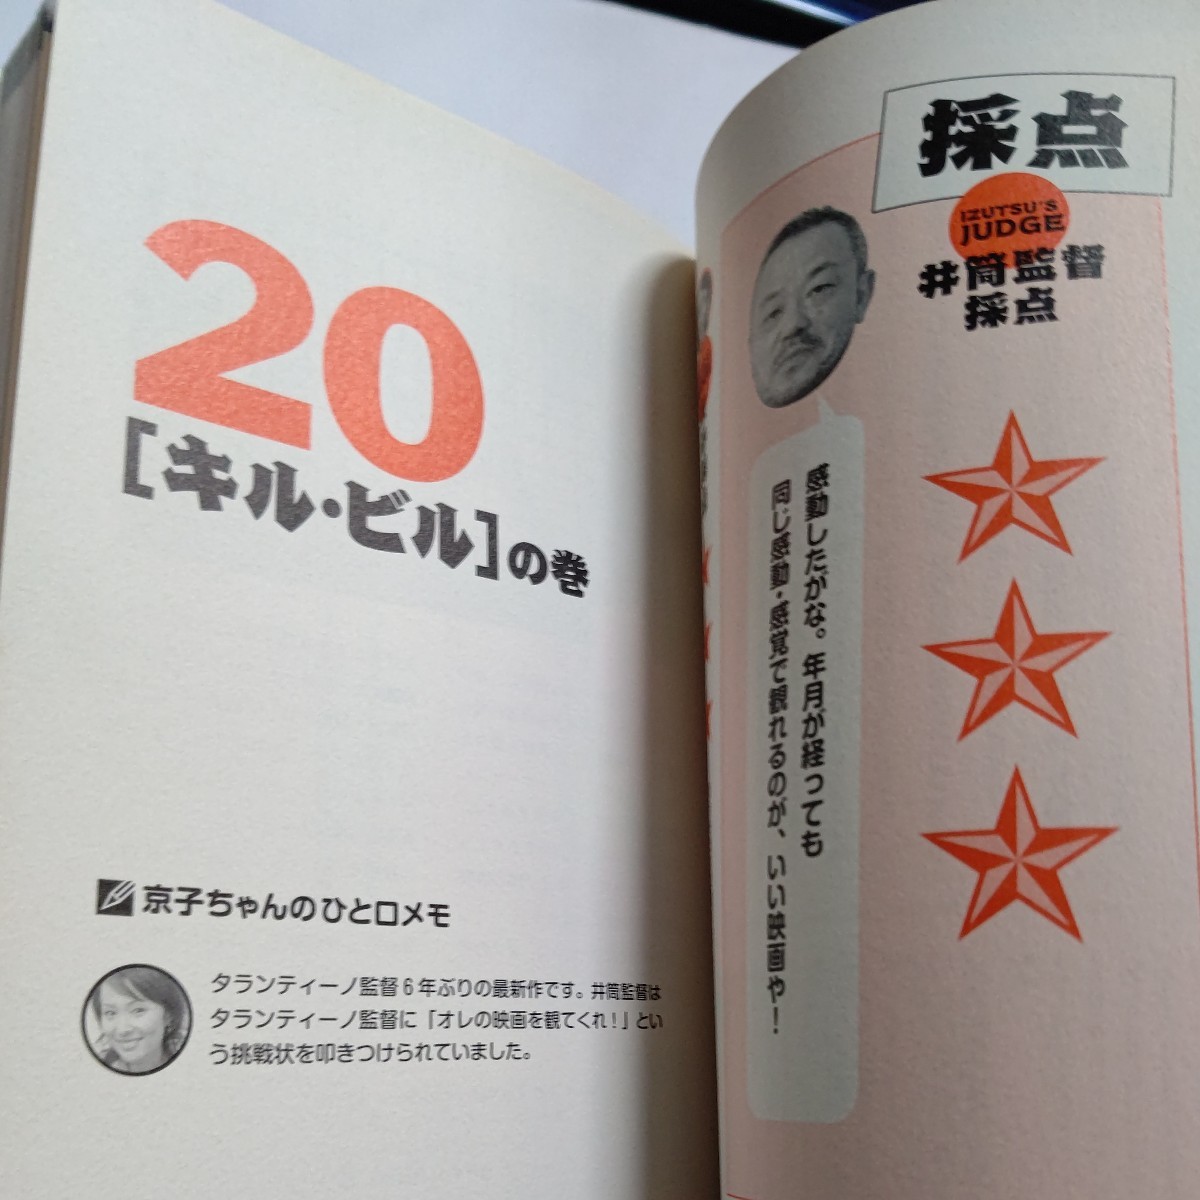 20
[キル・ビル]の巻
京子ちゃんのひと口メモ
タランティーノ監督6年ぶりの最新作です。井筒監督は
タランティーノ監督に「オレの映画を観てくれ!」とい
う挑戦状を叩きつけられていました。
採点
IZUTSU'S
JUDGE
井筒監督
採点
感動したがな。年月が経っても
同じ感動・感覚で観れるのが、いい映画や!